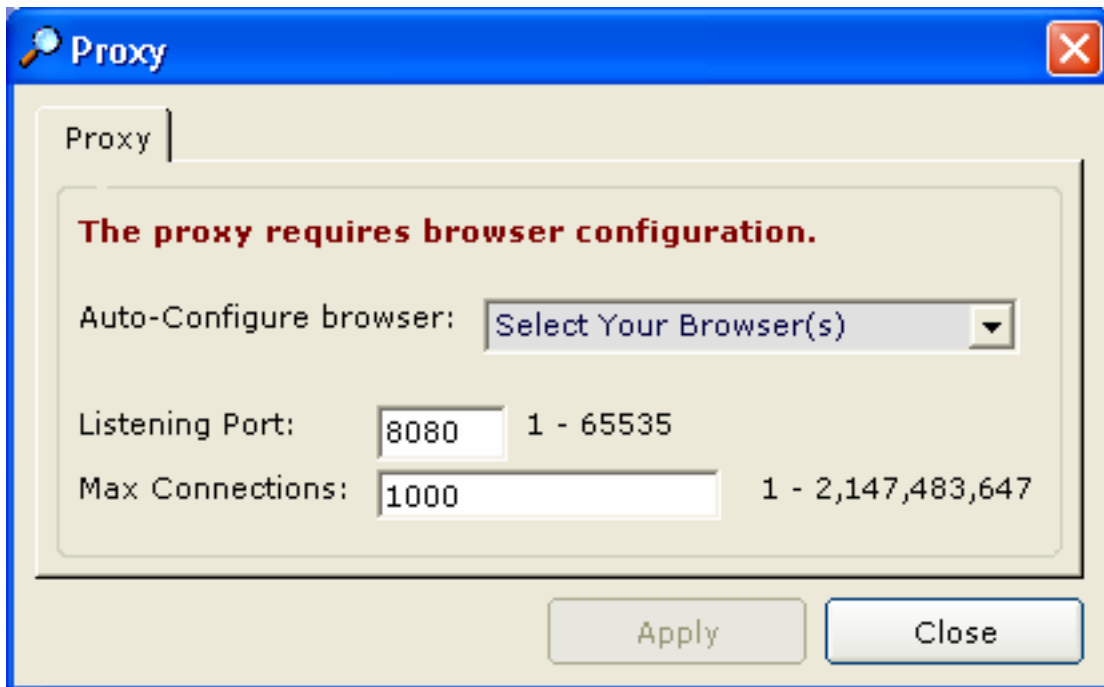 Proxy
Proxy
The proxy requires browser configuration.
Auto-Configure browser: Select Your Browser(s)
Listening Port: 8080 1 - 65535
Max Connections: 1000 1 - 2,147,483,647
Apply Close